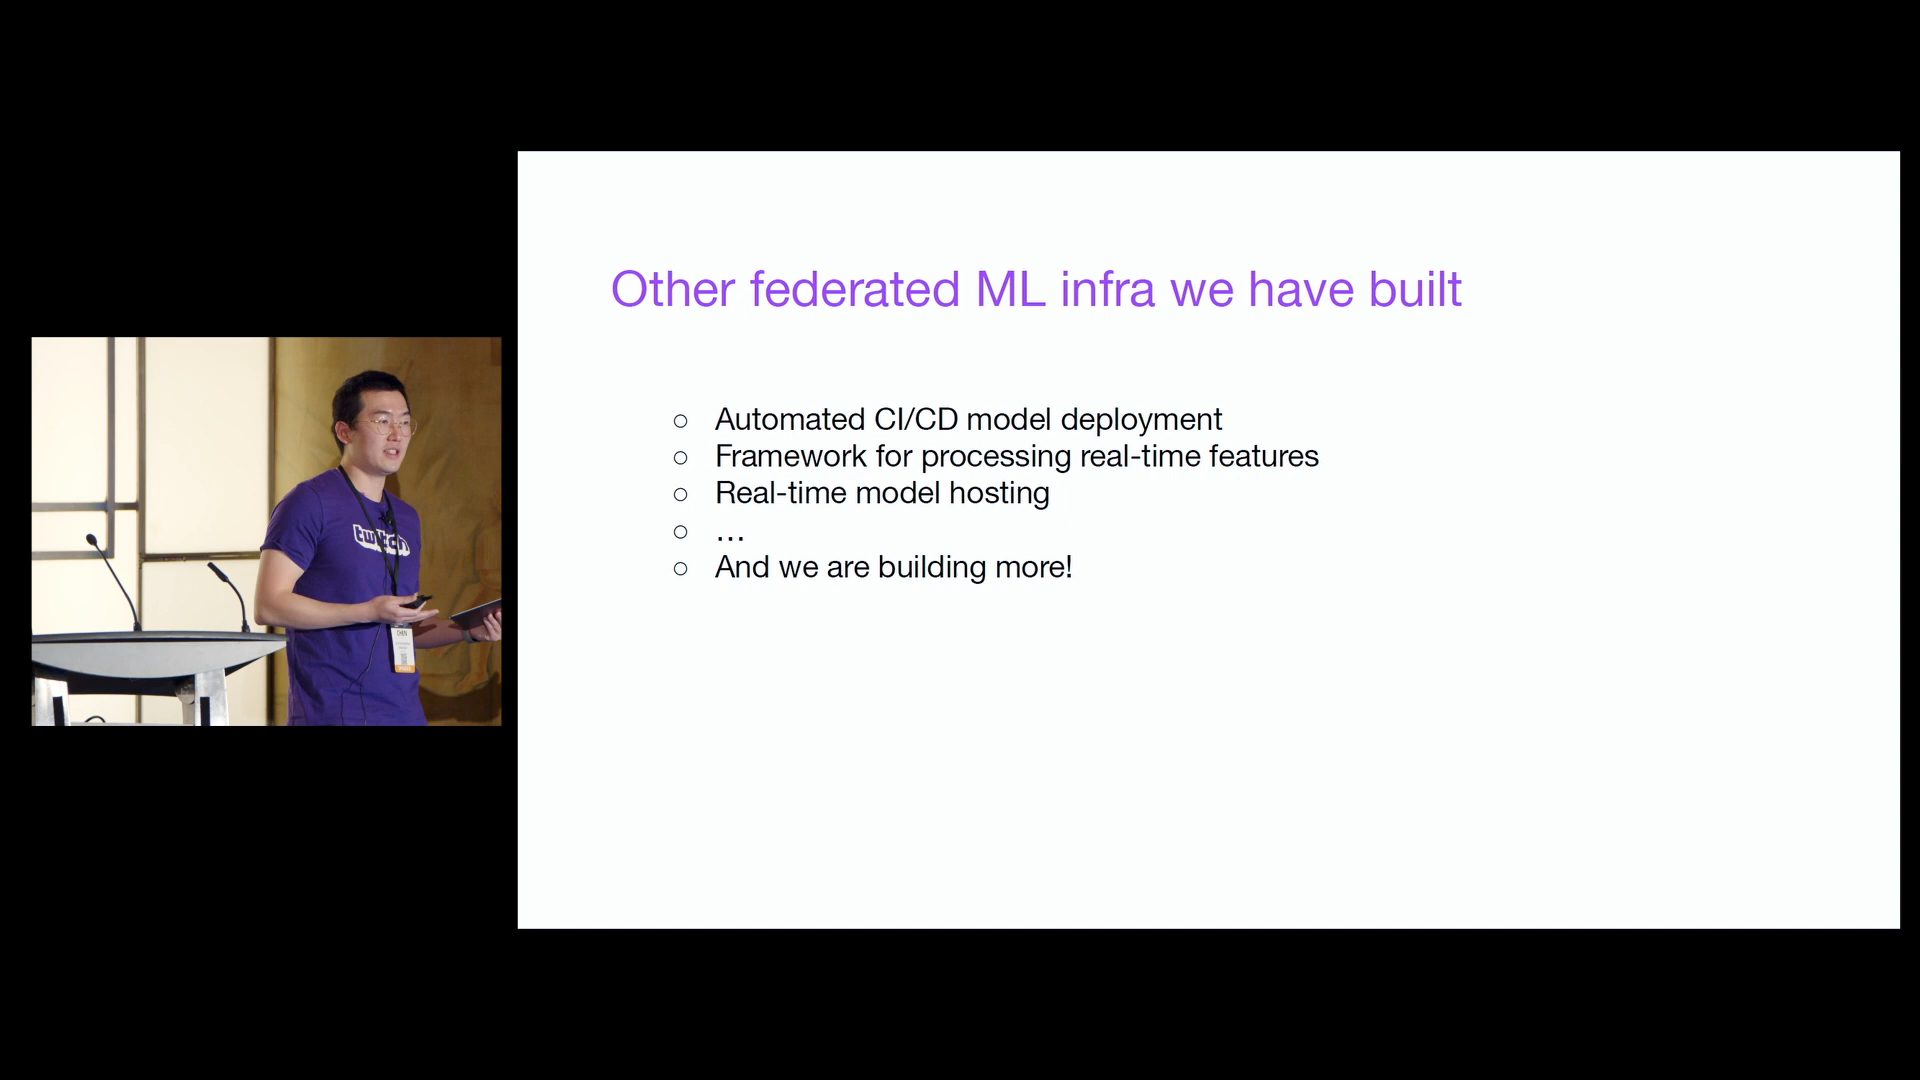 Other federated ML infra we have built
Automated CI/CD model deployment
Framework for processing real-time features
Real-time model hosting
...
And we are building more!
twitch
CHEN